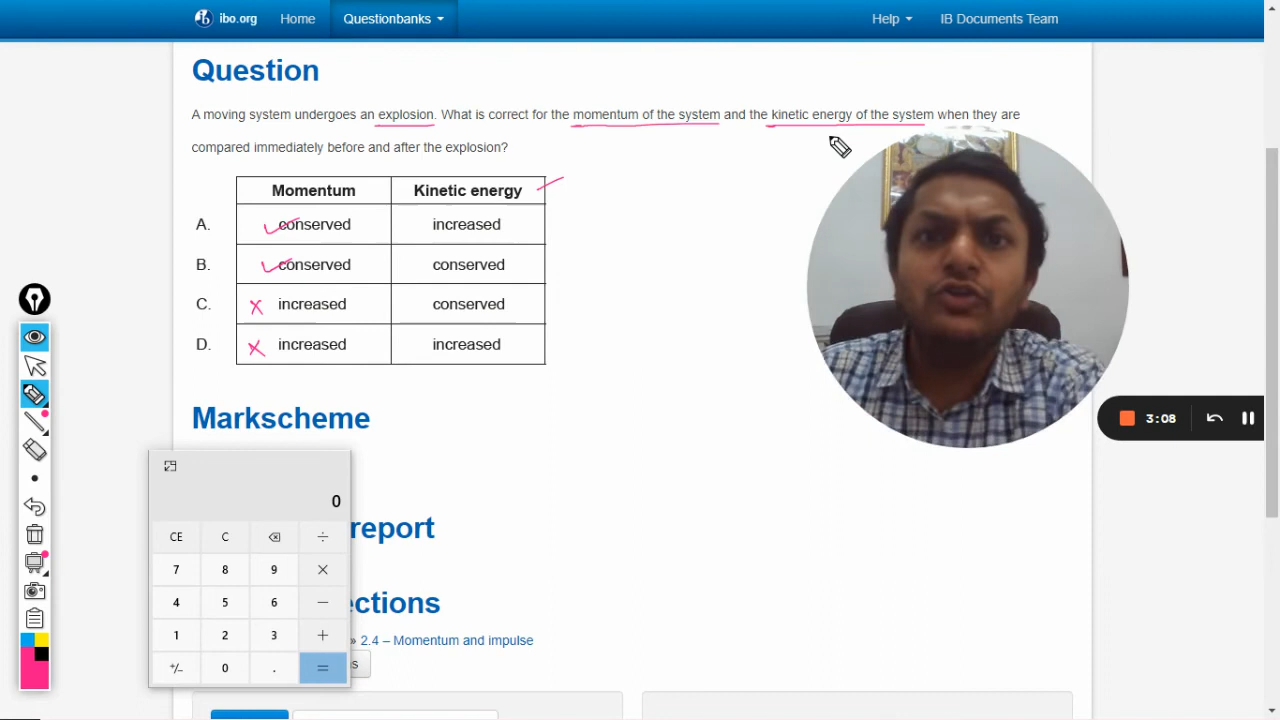 ibo.org Home Questionbanks Help IB Documents Team
Question
A moving system undergoes an explosion. What is correct for the momentum of the system and the kinetic energy of the system when they are
compared immediately before and after the explosion?
Momentum Kinetic energy
A. conserved increased
B. conserved conserved
C. increased conserved
D. increased increased
Markscheme
3:08
0
CE C ÷
report
7 8 9 ×
4 5 6 −
ections
1 2 3 +
» 2.4 – Momentum and impulse
+/− 0 . =
s